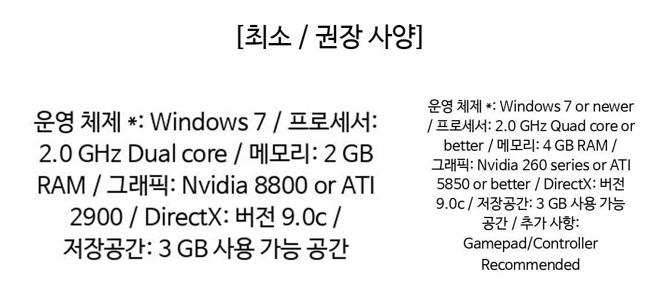 [최소 / 권장 사양]
운영 체제 *: Windows 7 / 프로세서:
2.0 GHz Dual core / 메모리: 2 GB
RAM / 그래픽: Nvidia 8800 or ATI
2900 / DirectX: 버전 9.0c /
저장공간: 3 GB 사용 가능 공간
운영 체제 *: Windows 7 or newer
/ 프로세서: 2.0 GHz Quad core or
better / 메모리: 4 GB RAM /
그래픽: Nvidia 260 series or ATI
5850 or better / DirectX: 버전
9.0c / 저장공간: 3 GB 사용 가능
공간 / 추가 사항:
Gamepad/Controller
Recommended